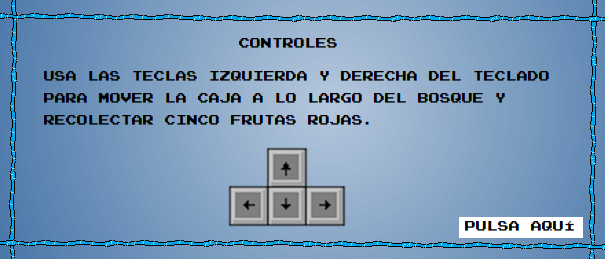 CONTROLES
USA LAS TECLAS IZQUIERDA Y DERECHA DEL TECLADO
PARA MOVER LA CAJA A LO LARGO DEL BOSQUE Y
RECOLECTAR CINCO FRUTAS ROJAS.
PULSA AQUí